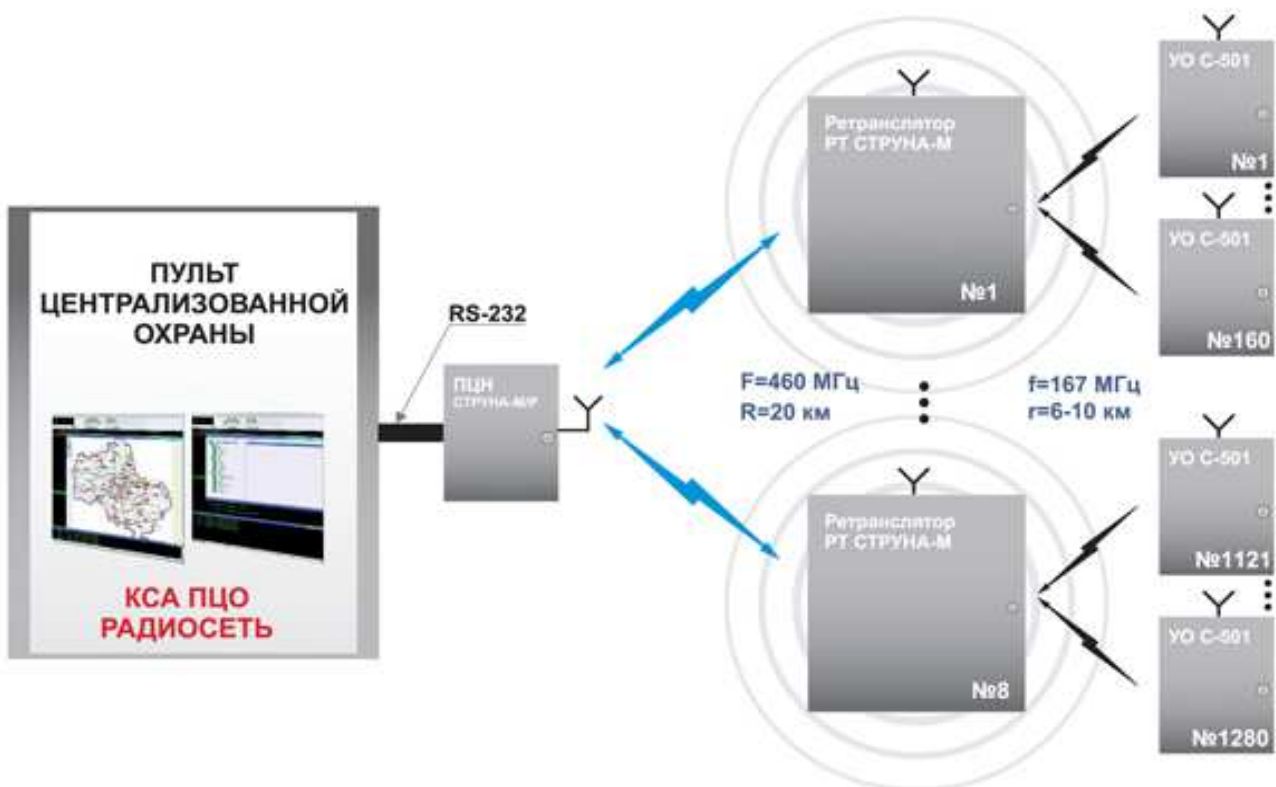 ПУЛЬТ
ЦЕНТРАЛИЗОВАННОЙ
ОХРАНЫ
КСА ПЦО
РАДИОСЕТЬ
RS-232
ПЦН
СТРУНА-М/Р
Ретранслятор
РТ СТРУНА-М
№1
F=460 МГц
R=20 км
Ретранслятор
РТ СТРУНА-М
№8
f=167 МГц
r=6-10 км
УО С-501
№1
УО С-501
№160
УО С-501
№1121
УО С-501
№1280